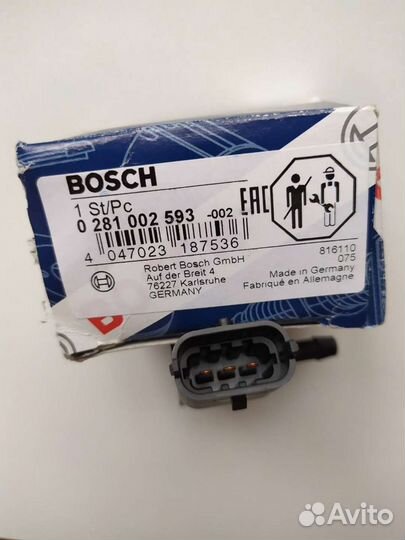 BOSCH
1 St/Pc
0 281 002 593 -002
EAC
4 047023 187536
Robert Bosch GmbH
Auf der Breit 4
76227 Karlsruhe
GERMANY
816110
075
Made in Germany
Fabriqué en Allemagne
Avito